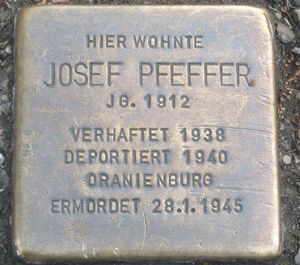 HIER WOHNTE
JOSEF PFEFFER
JG. 1912
VERHAFTET 1938
DEPORTIERT 1940
ORANIENBURG
ERMORDET 28.1.1945